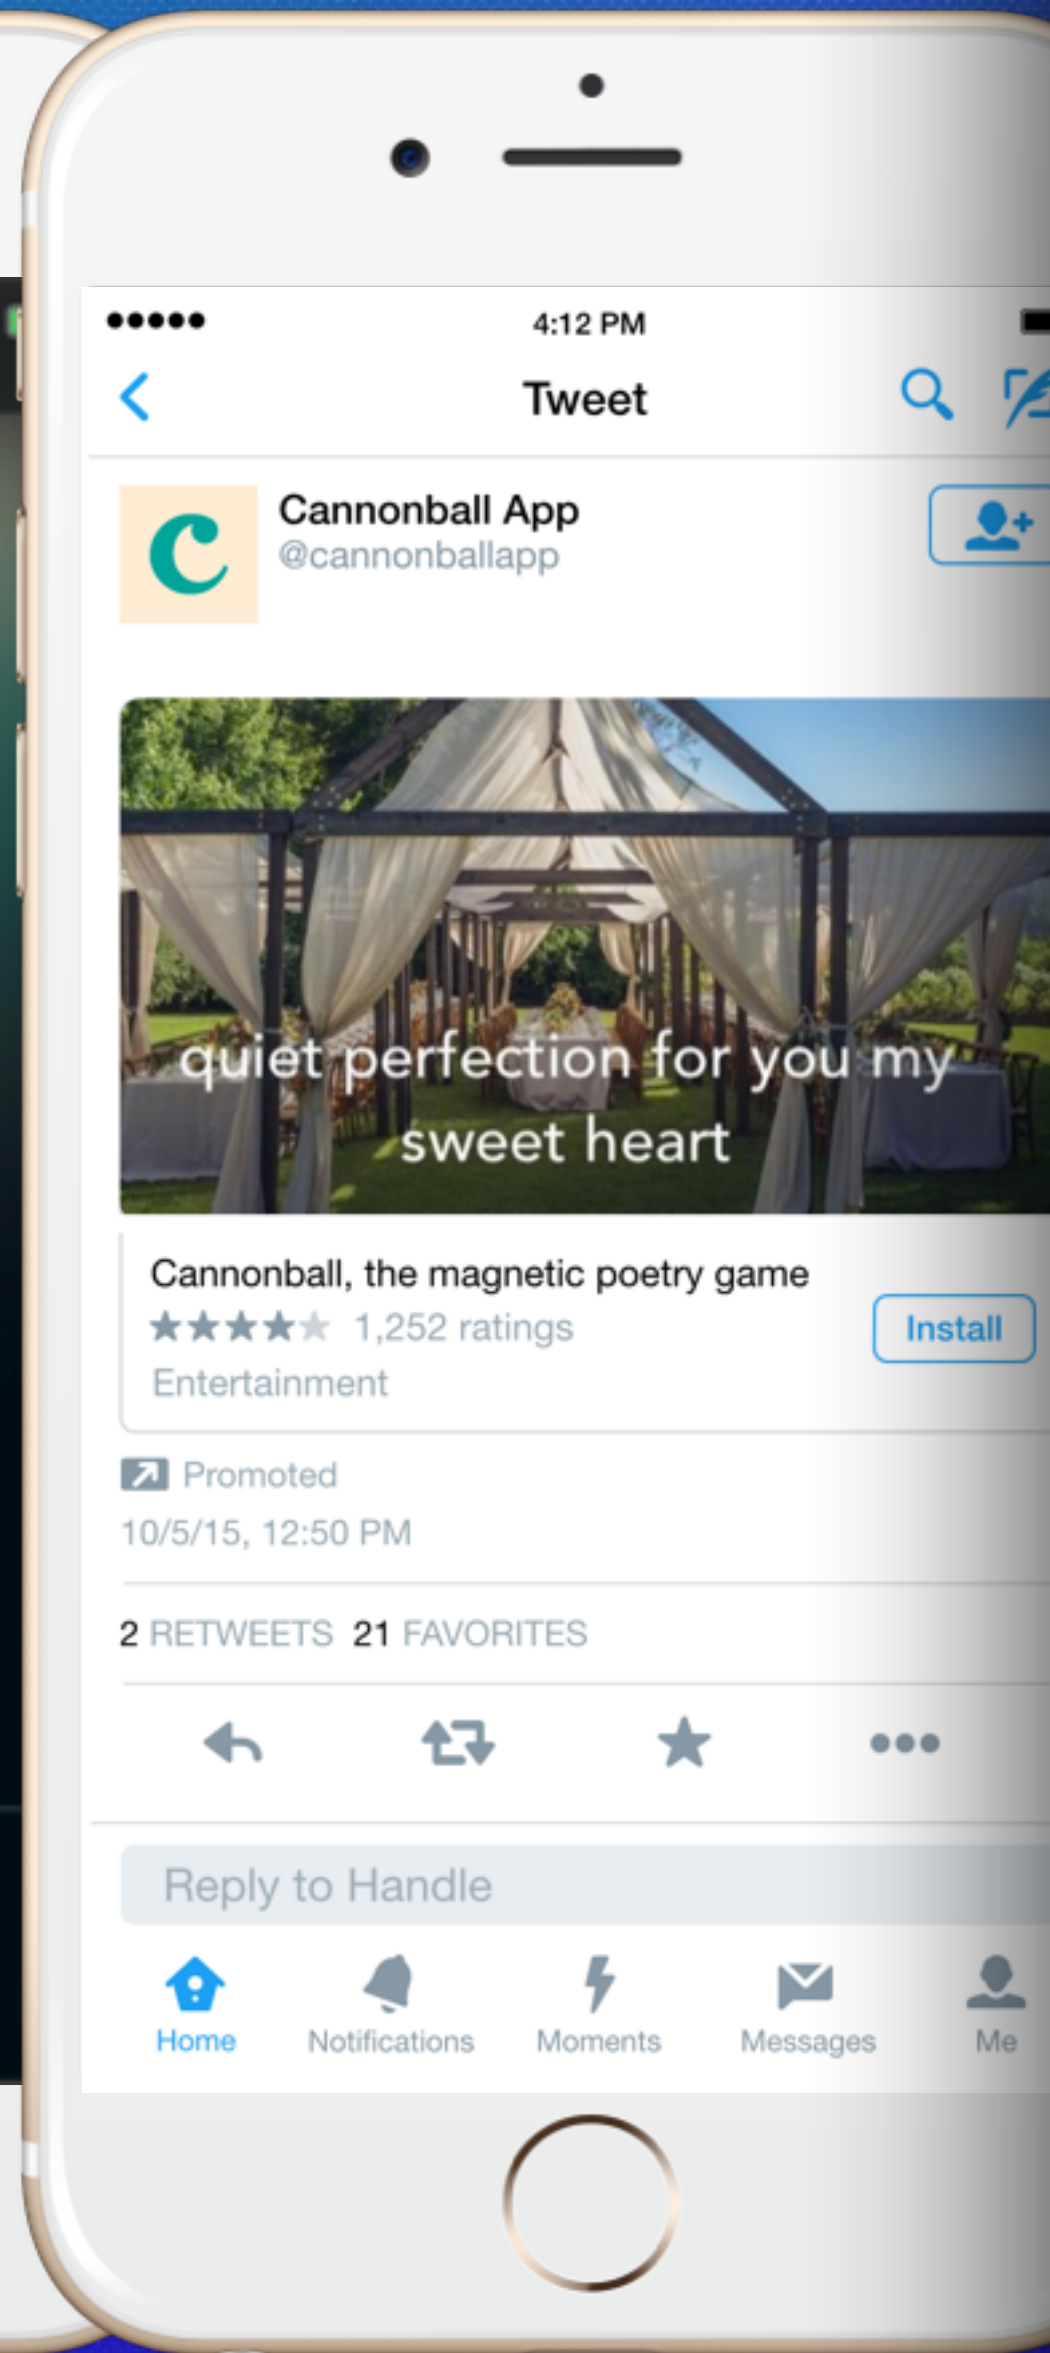 4:12 PM
Tweet
C
Cannonball App
@cannonballapp
quiet perfection for you my
sweet heart
Cannonball, the magnetic poetry game
1,252 ratings
Install
Entertainment
Promoted
10/5/15, 12:50 PM
2 RETWEETS 21 FAVORITES
Reply to Handle
Home Notifications Moments Messages Me